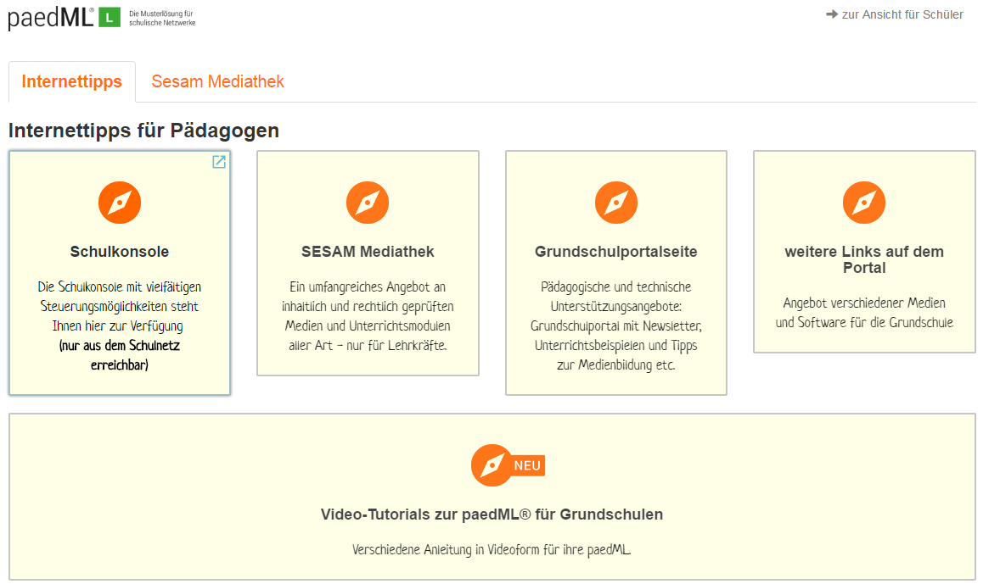 paedML® L Die Musterlösung für
schulische Netzwerke
zur Ansicht für Schüler
Internettipps
Sesam Mediathek
Internettipps für Pädagogen
Schulkonsole
Die Schulkonsole mit vielfältigen
Steuerungsmöglichkeiten steht
Ihnen hier zur Verfügung
(nur aus dem Schulnetz
erreichbar)
SESAM Mediathek
Ein umfangreiches Angebot an
inhaltlich und rechtlich geprüften
Medien und Unterrichtsmodulen
aller Art - nur für Lehrkräfte.
Grundschulportalseite
Pädagogische und technische
Unterstützungsangebote:
Grundschulportal mit Newsletter,
Unterrichtsbeispielen und Tipps
zur Medienbildung etc.
weitere Links auf dem
Portal
Angebot verschiedener Medien
und Software für die Grundschule
NEU
Video-Tutorials zur paedML® für Grundschulen
Verschiedene Anleitung in Videoform für ihre paedML.